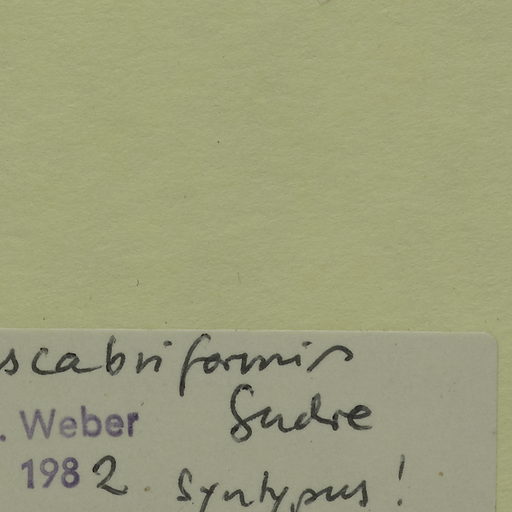 scabriformis
Sudre
. Weber
1982. Syntypus!